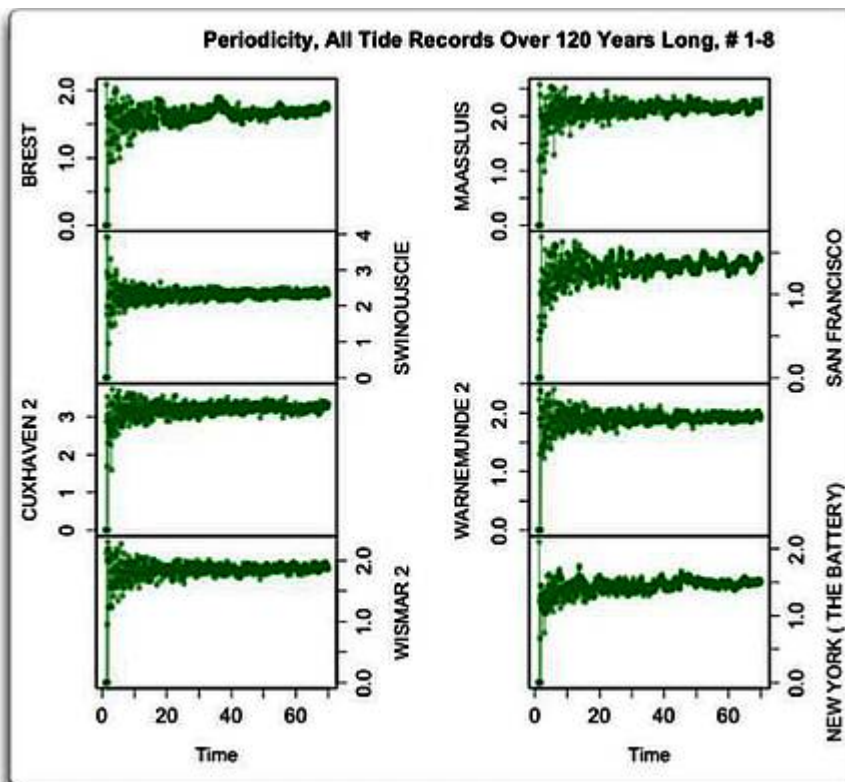 Periodicity, All Tide Records Over 120 Years Long, # 1-8
BREST
0.0 1.0 2.0
SWINOUJSCIE
0 1 2 3 4
CUXHAVEN 2
0 1 2 3
WISMAR 2
0.0 1.0 2.0
0 20 40 60
Time
MAASSLUIS
0.0 1.0 2.0
SAN FRANCISCO
0.0 1.0
WARNEMUNDE 2
0.0 1.0 2.0
NEW YORK ( THE BATTERY)
0.0 1.0 2.0
0 20 40 60
Time